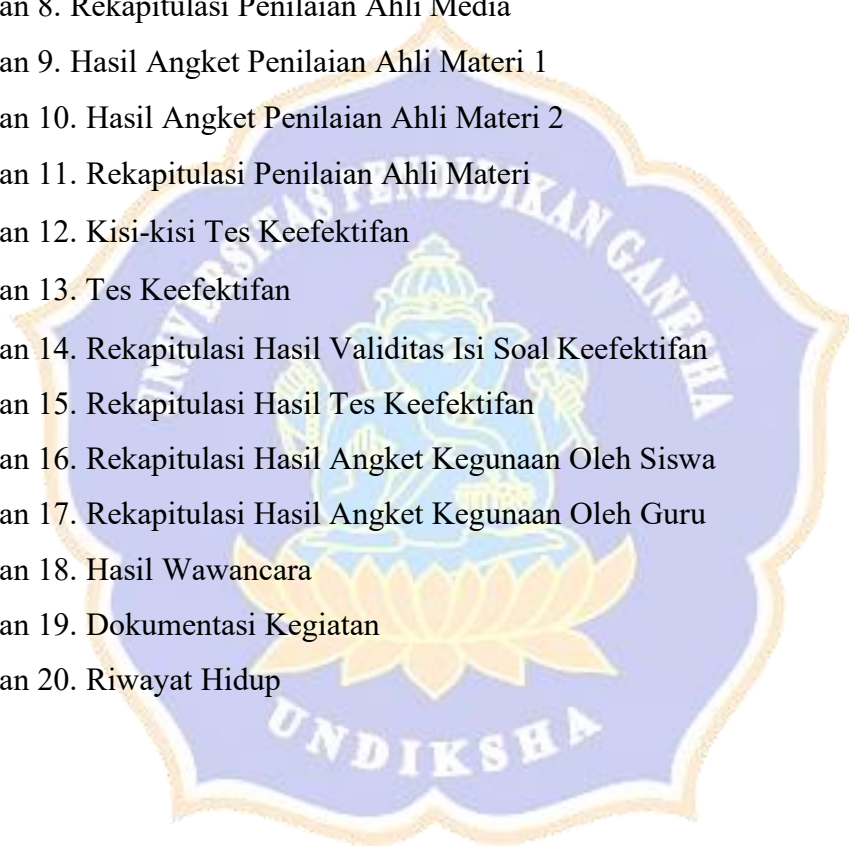 an 8. Rekapitulasi Penilaian Ahli Media
an 9. Hasil Angket Penilaian Ahli Materi 1
an 10. Hasil Angket Penilaian Ahli Materi 2
an 11. Rekapitulasi Penilaian Ahli Materi
an 12. Kisi-kisi Tes Keefektifan
an 13. Tes Keefektifan
an 14. Rekapitulasi Hasil Validitas Isi Soal Keefektifan
an 15. Rekapitulasi Hasil Tes Keefektifan
an 16. Rekapitulasi Hasil Angket Kegunaan Oleh Siswa
an 17. Rekapitulasi Hasil Angket Kegunaan Oleh Guru
an 18. Hasil Wawancara
an 19. Dokumentasi Kegiatan
an 20. Riwayat Hidup
UNIVERSITAS PENDIDIKAN GANESHA
UNDIKSHA